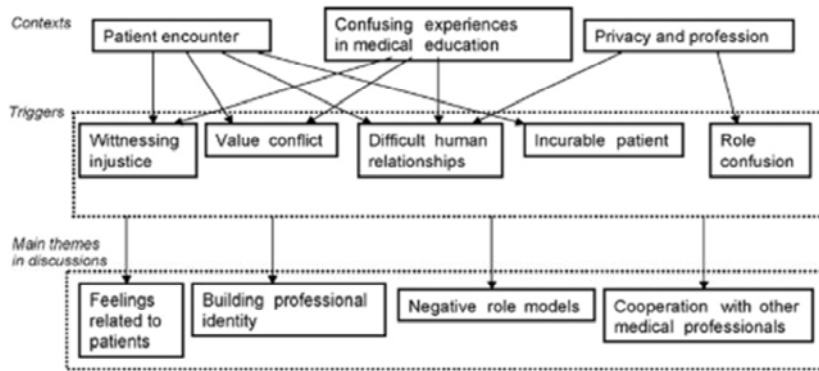 Contexts
Patient encounter
Confusing experiences
in medical education
Privacy and profession
Triggers
Wittnessing
injustice
Value conflict
Difficult human
relationships
Incurable patient
Role
confusion
Main themes
in discussions
Feelings
related to
patients
Building professional
identity
Negative role models
Cooperation with other
medical professionals